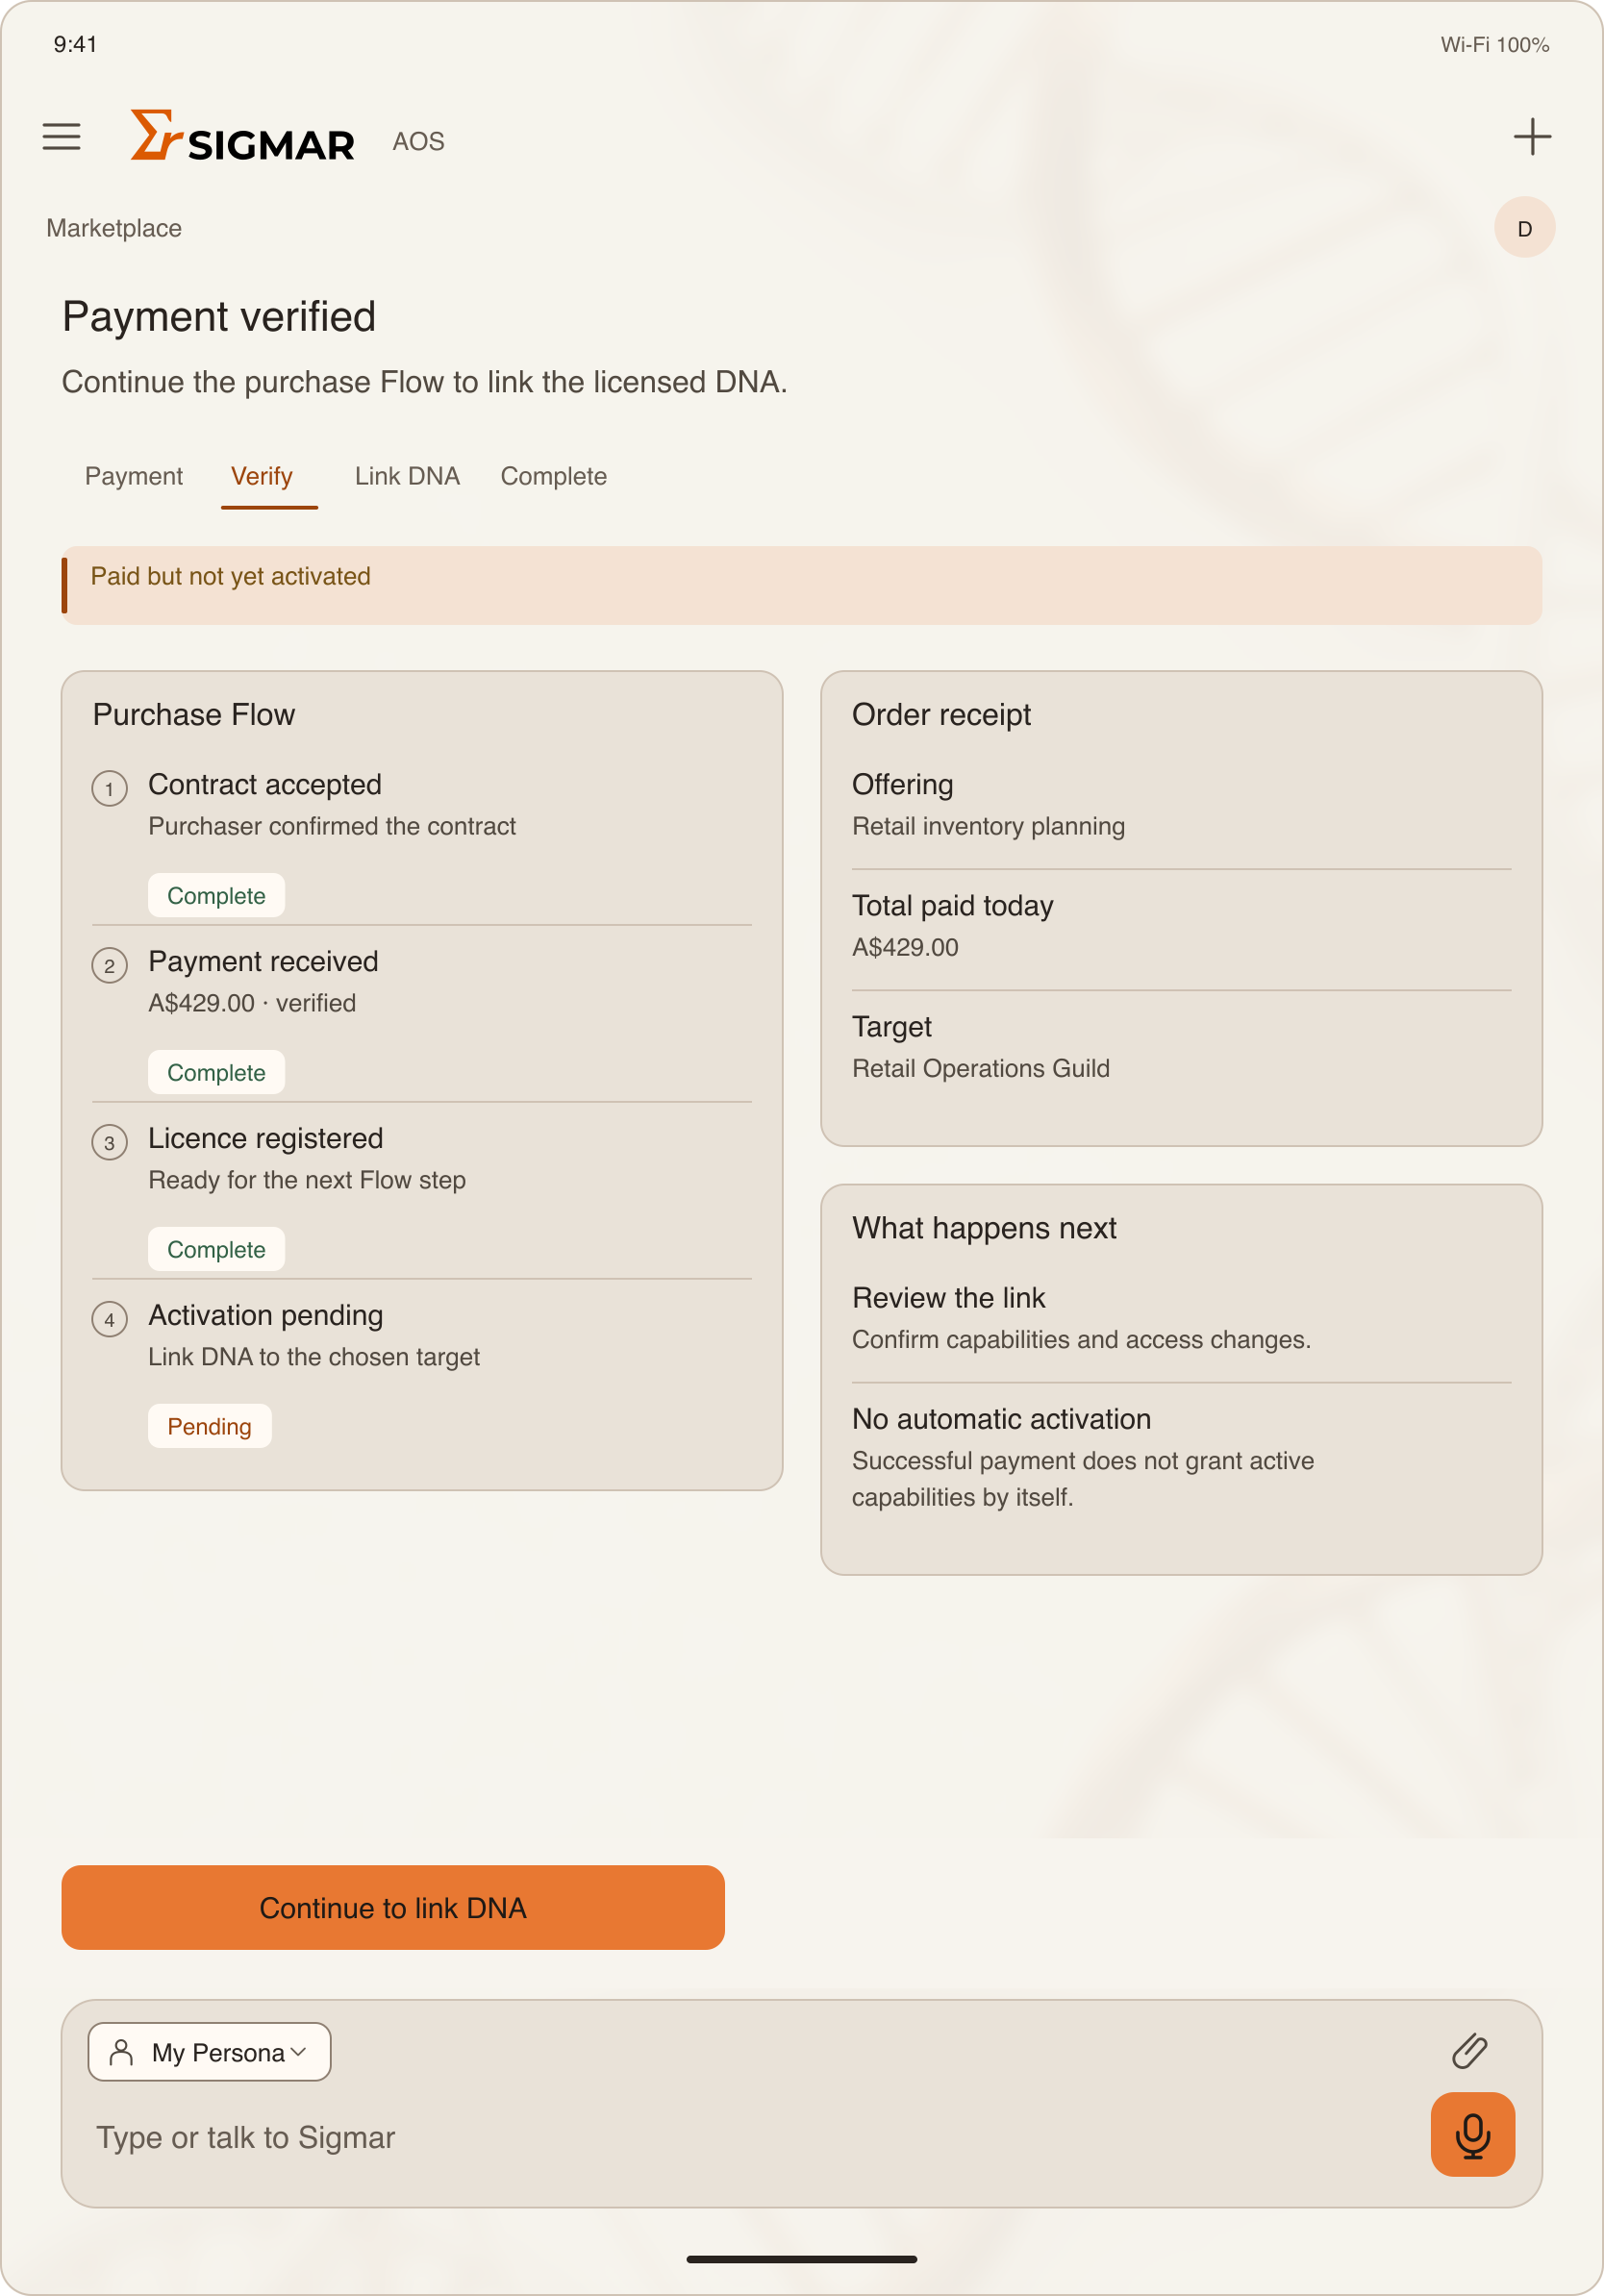 9:41
Wi-Fi 100%
Σr SIGMAR AOS
Marketplace
D
Payment verified
Continue the purchase Flow to link the licensed DNA.
Payment Verify Link DNA Complete
Paid but not yet activated
Purchase Flow
1 Contract accepted
Purchaser confirmed the contract
Complete
2 Payment received
A$429.00 · verified
Complete
3 Licence registered
Ready for the next Flow step
Complete
4 Activation pending
Link DNA to the chosen target
Pending
Order receipt
Offering
Retail inventory planning
Total paid today
A$429.00
Target
Retail Operations Guild
What happens next
Review the link
Confirm capabilities and access changes.
No automatic activation
Successful payment does not grant active
capabilities by itself.
Continue to link DNA
My Persona
Type or talk to Sigmar